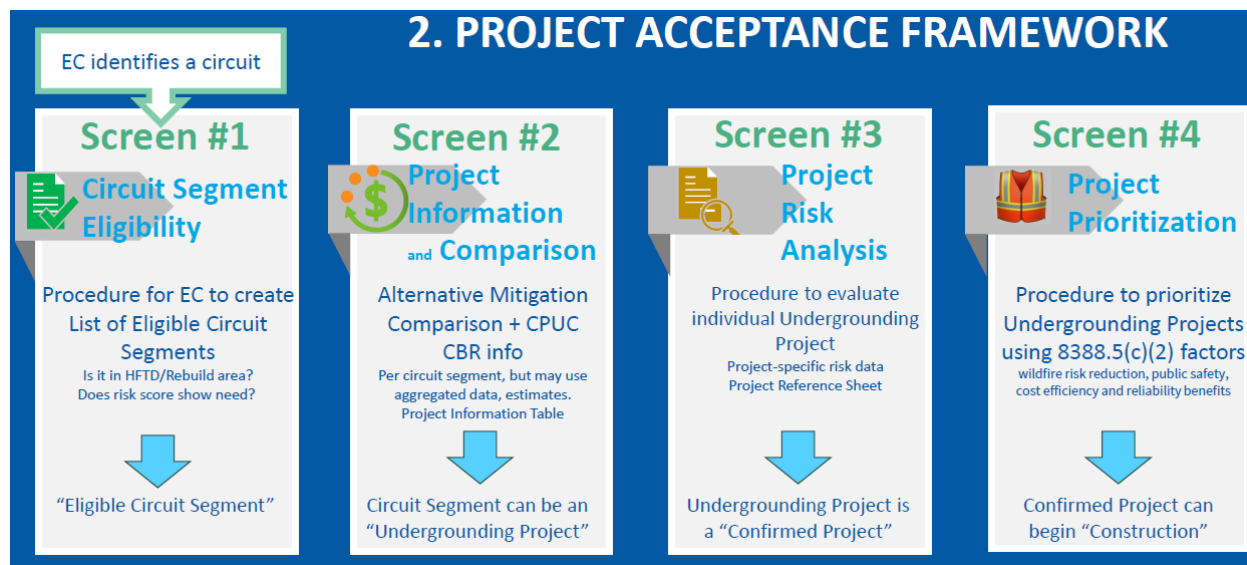 2. PROJECT ACCEPTANCE FRAMEWORK
EC identifies a circuit
Screen #1
Circuit Segment
Eligibility
Procedure for EC to create
List of Eligible Circuit
Segments
Is it in HFTD/Rebuild area?
Does risk score show need?
“Eligible Circuit Segment”
Screen #2
Project
Information
and Comparison
Alternative Mitigation
Comparison + CPUC
CBR info
Per circuit segment, but may use
aggregated data, estimates.
Project Information Table
Circuit Segment can be an
“Undergrounding Project”
Screen #3
Project
Risk
Analysis
Procedure to evaluate
individual Undergrounding
Project
Project-specific risk data
Project Reference Sheet
Undergrounding Project is
a “Confirmed Project”
Screen #4
Project
Prioritization
Procedure to prioritize
Undergrounding Projects
using 8388.5(c)(2) factors
wildfire risk reduction, public safety,
cost efficiency and reliability benefits
Confirmed Project can
begin “Construction”